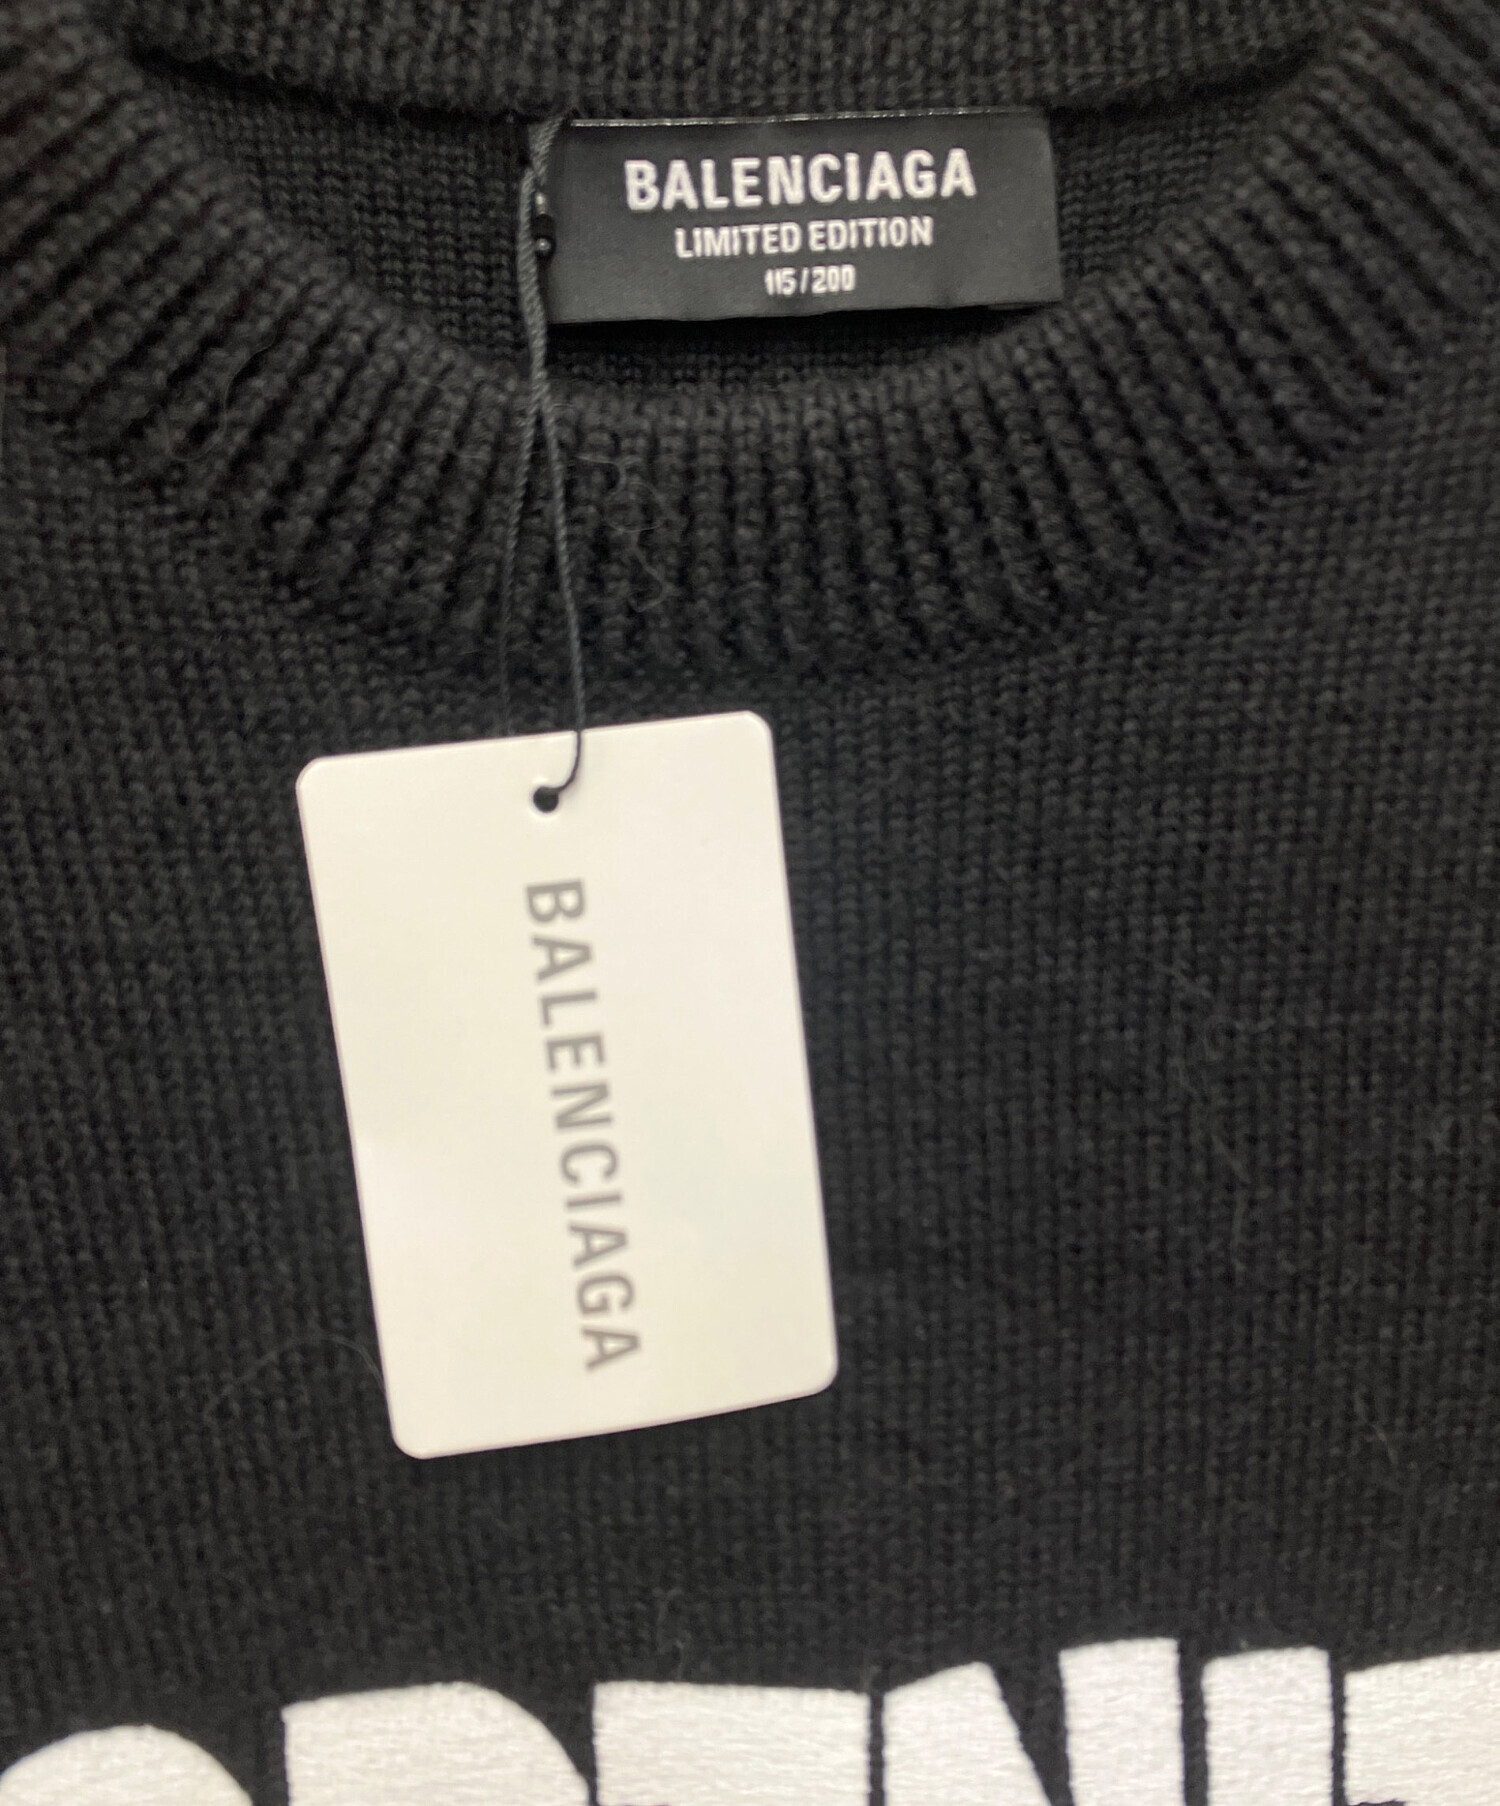 BALENCIAGA
LIMITED EDITION
115/200
BALENCIAGA